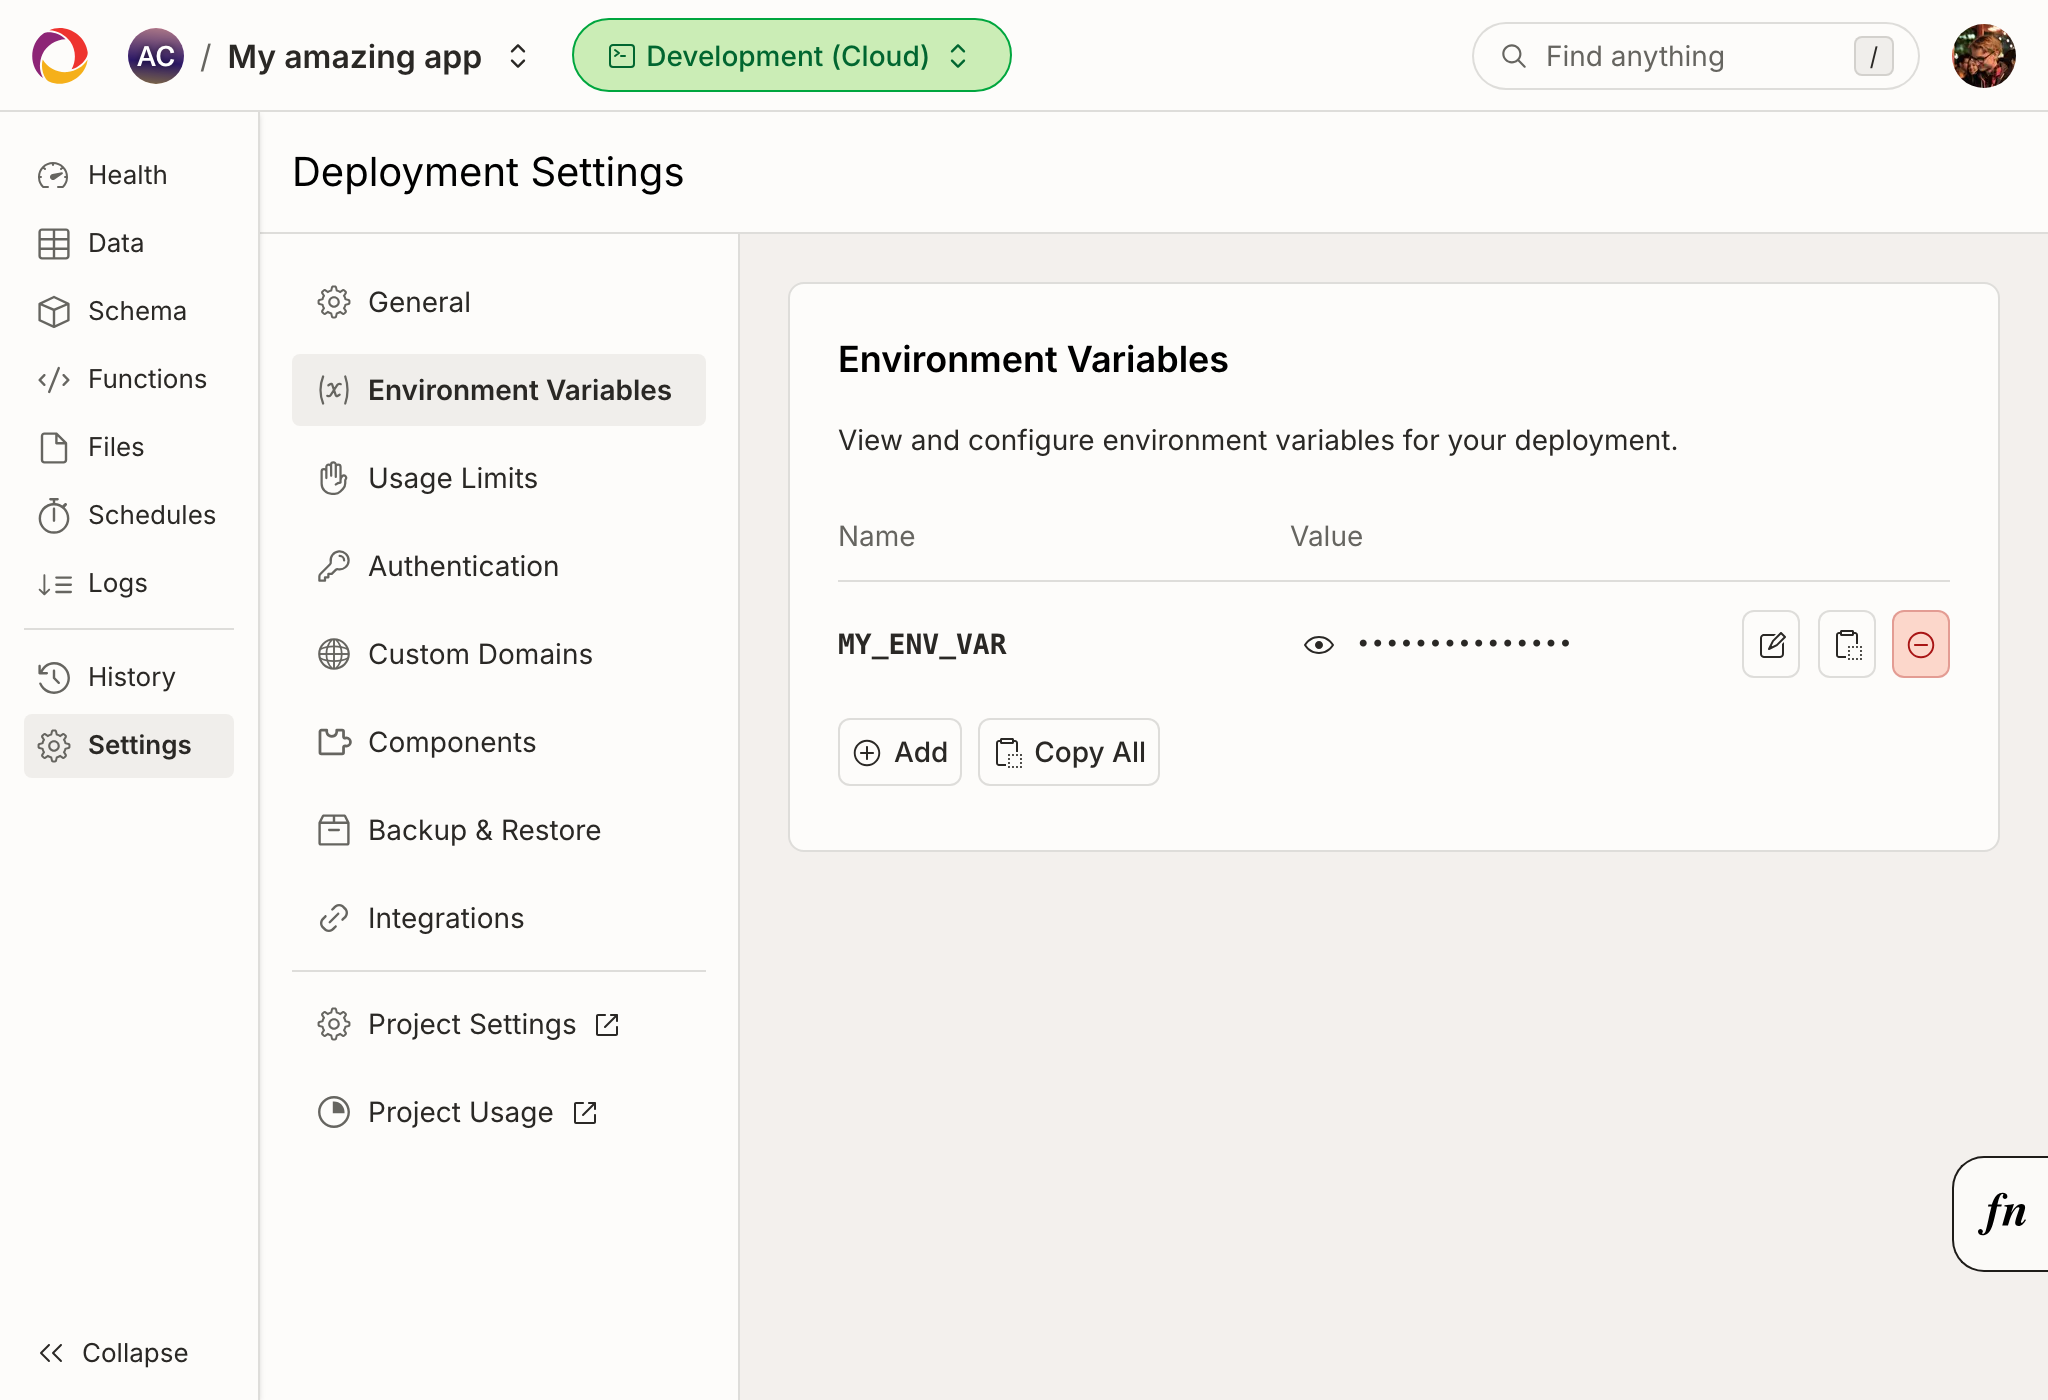 AC / My amazing app
Development (Cloud)
Find anything /
Health
Data
Schema
Functions
Files
Schedules
Logs
History
Settings
Collapse
Deployment Settings
General
Environment Variables
Usage Limits
Authentication
Custom Domains
Components
Backup & Restore
Integrations
Project Settings
Project Usage
Environment Variables
View and configure environment variables for your deployment.
Name Value
MY_ENV_VAR •••••••••••••••
Add Copy All
fn